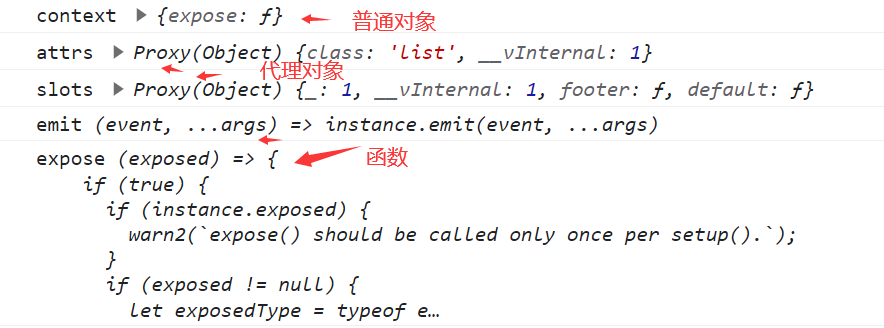 context ▶ {expose: ƒ} 普通对象
attrs ▶ Proxy(Object) {class: 'list', __vInternal: 1}
代理对象
slots ▶ Proxy(Object) {_: 1, __vInternal: 1, footer: ƒ, default: ƒ}
emit (event, ...args) => instance.emit(event, ...args)
expose (exposed) => { 函数
if (true) {
if (instance.exposed) {
warn2(`expose() should be called only once per setup().`);
}
if (exposed != null) {
let exposedType = typeof e…